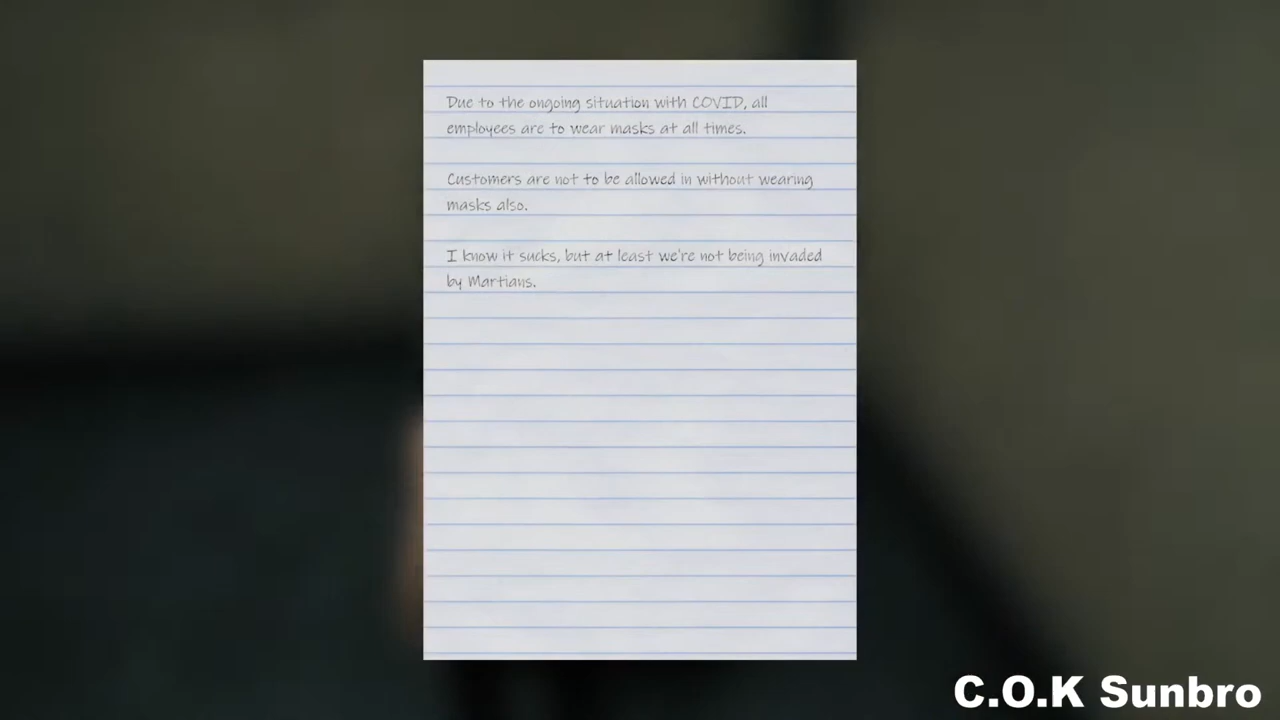 Due to the ongoing situation with COVID, all
employees are to wear masks at all times.
Customers are not to be allowed in without wearing
masks also.
I know it sucks, but at least we're not being invaded
by Martians.
C.O.K Sunbro